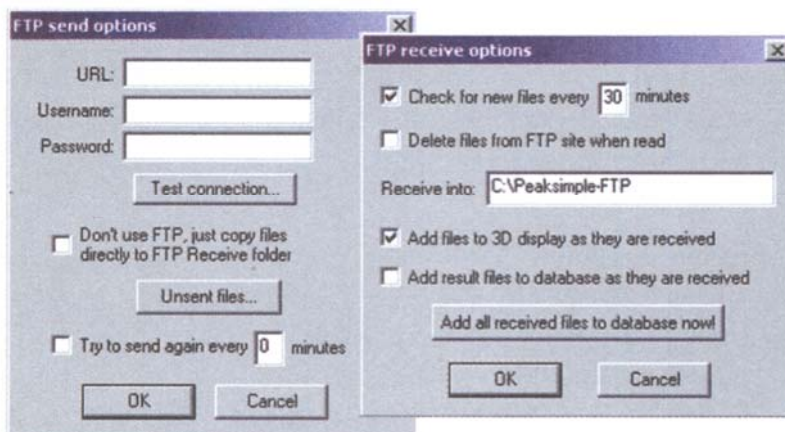 FTP send options
URL:
Username:
Password:
Test connection...
Don't use FTP, just copy files
directly to FTP Receive folder
Unsent files...
Try to send again every 0 minutes
OK Cancel
FTP receive options
Check for new files every 30 minutes
Delete files from FTP site when read
Receive into: C:\Peaksimple-FTP
Add files to 3D display as they are received
Add result files to database as they are received
Add all received files to database now!
OK Cancel